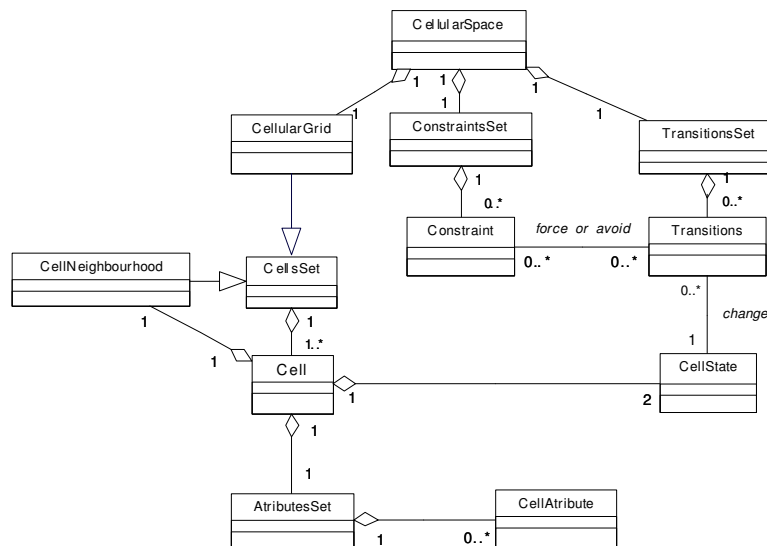 CellularSpace
1
1
1
1
1
1
CellularGrid
ConstraintsSet
TransitionsSet
1
1
0..*
0..*
Constraint
force or avoid
Transitions
0..*
0..*
CellNeighbourhood
CellsSet
0..*
change
1
1
1
1..*
1
Cell
CellState
1
2
1
1
AtributesSet
CellAtribute
1
0..*